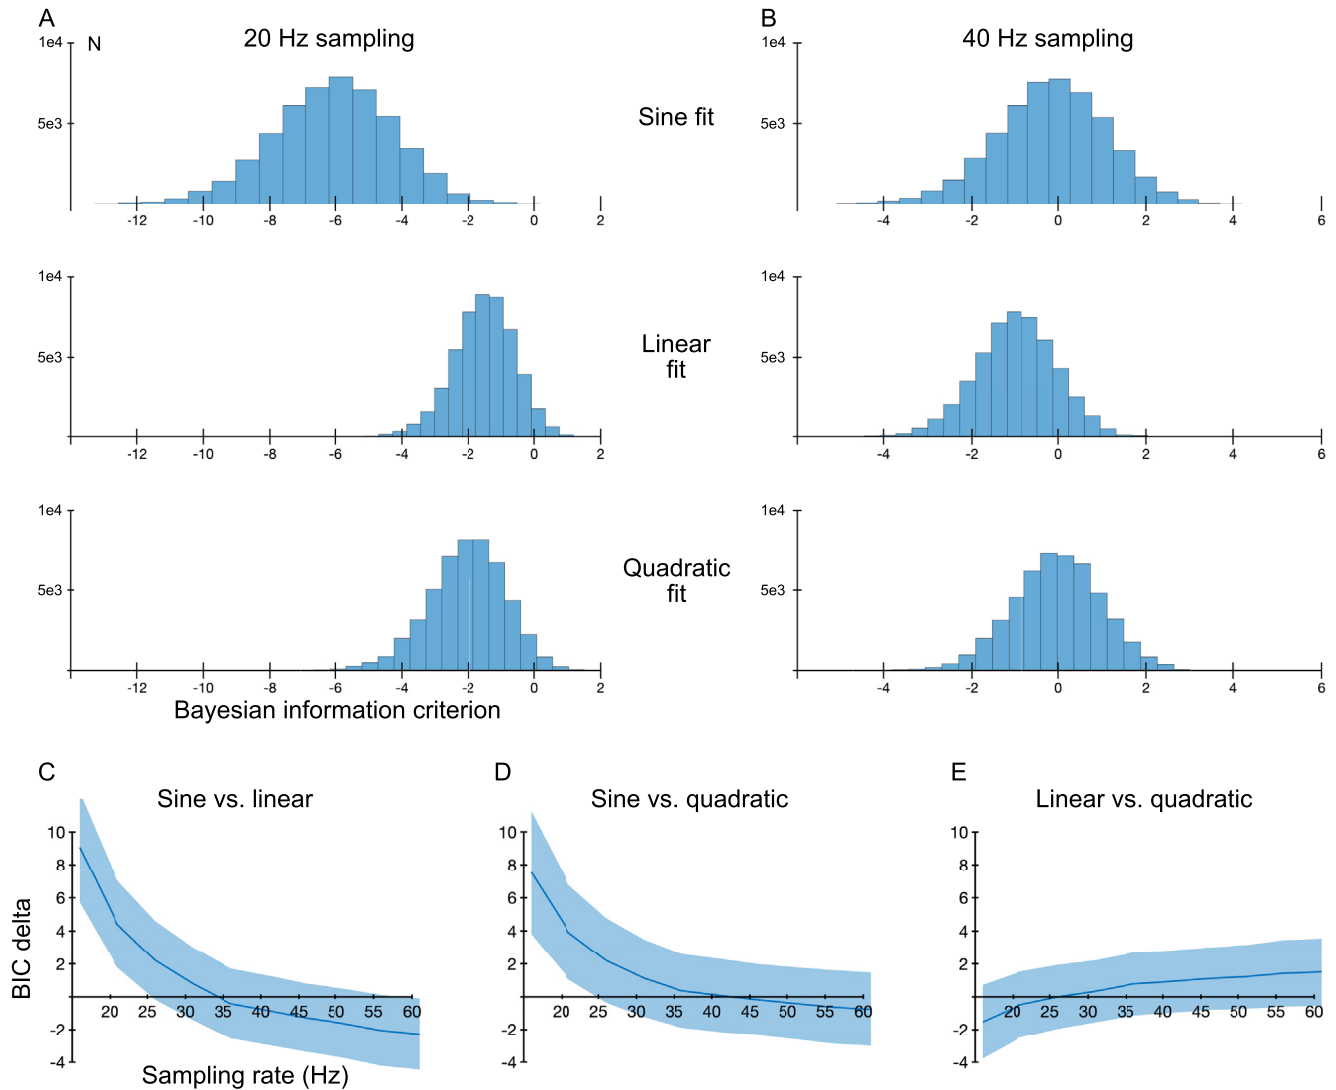 A
B
20 Hz sampling
40 Hz sampling
N
1e4
5e3
-12 -10 -8 -6 -4 -2 0 2
Sine fit
1e4
5e3
-4 -2 0 2 4 6
1e4
5e3
-12 -10 -8 -6 -4 -2 0 2
Linear
fit
1e4
5e3
-4 -2 0 2 4 6
1e4
5e3
-12 -10 -8 -6 -4 -2 0 2
Bayesian information criterion
Quadratic
fit
1e4
5e3
-4 -2 0 2 4 6
C
Sine vs. linear
BIC delta
10
8
6
4
2
20 25 30 35 40 45 50 55 60
-2
-4
Sampling rate (Hz)
D
Sine vs. quadratic
10
8
6
4
2
20 25 30 35 40 45 50 55 60
-2
-4
E
Linear vs. quadratic
10
8
6
4
2
20 25 30 35 40 45 50 55 60
-2
-4